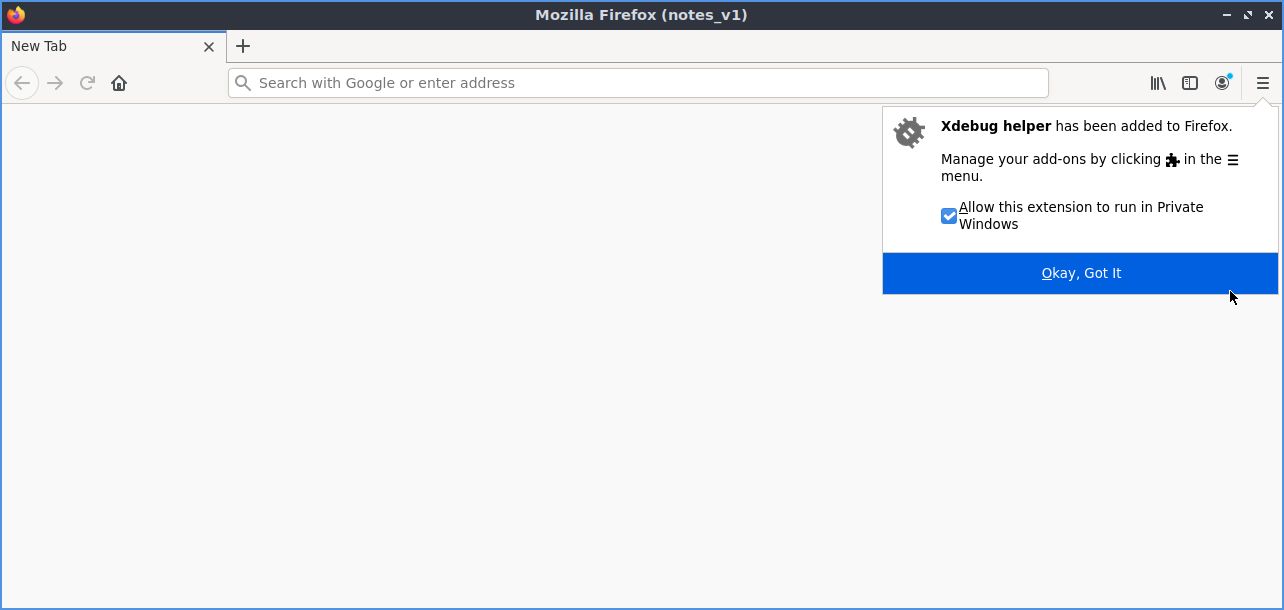 Mozilla Firefox (notes_v1)
New Tab
Search with Google or enter address
Xdebug helper has been added to Firefox.
Manage your add-ons by clicking in the
menu.
Allow this extension to run in Private
Windows
Okay, Got It